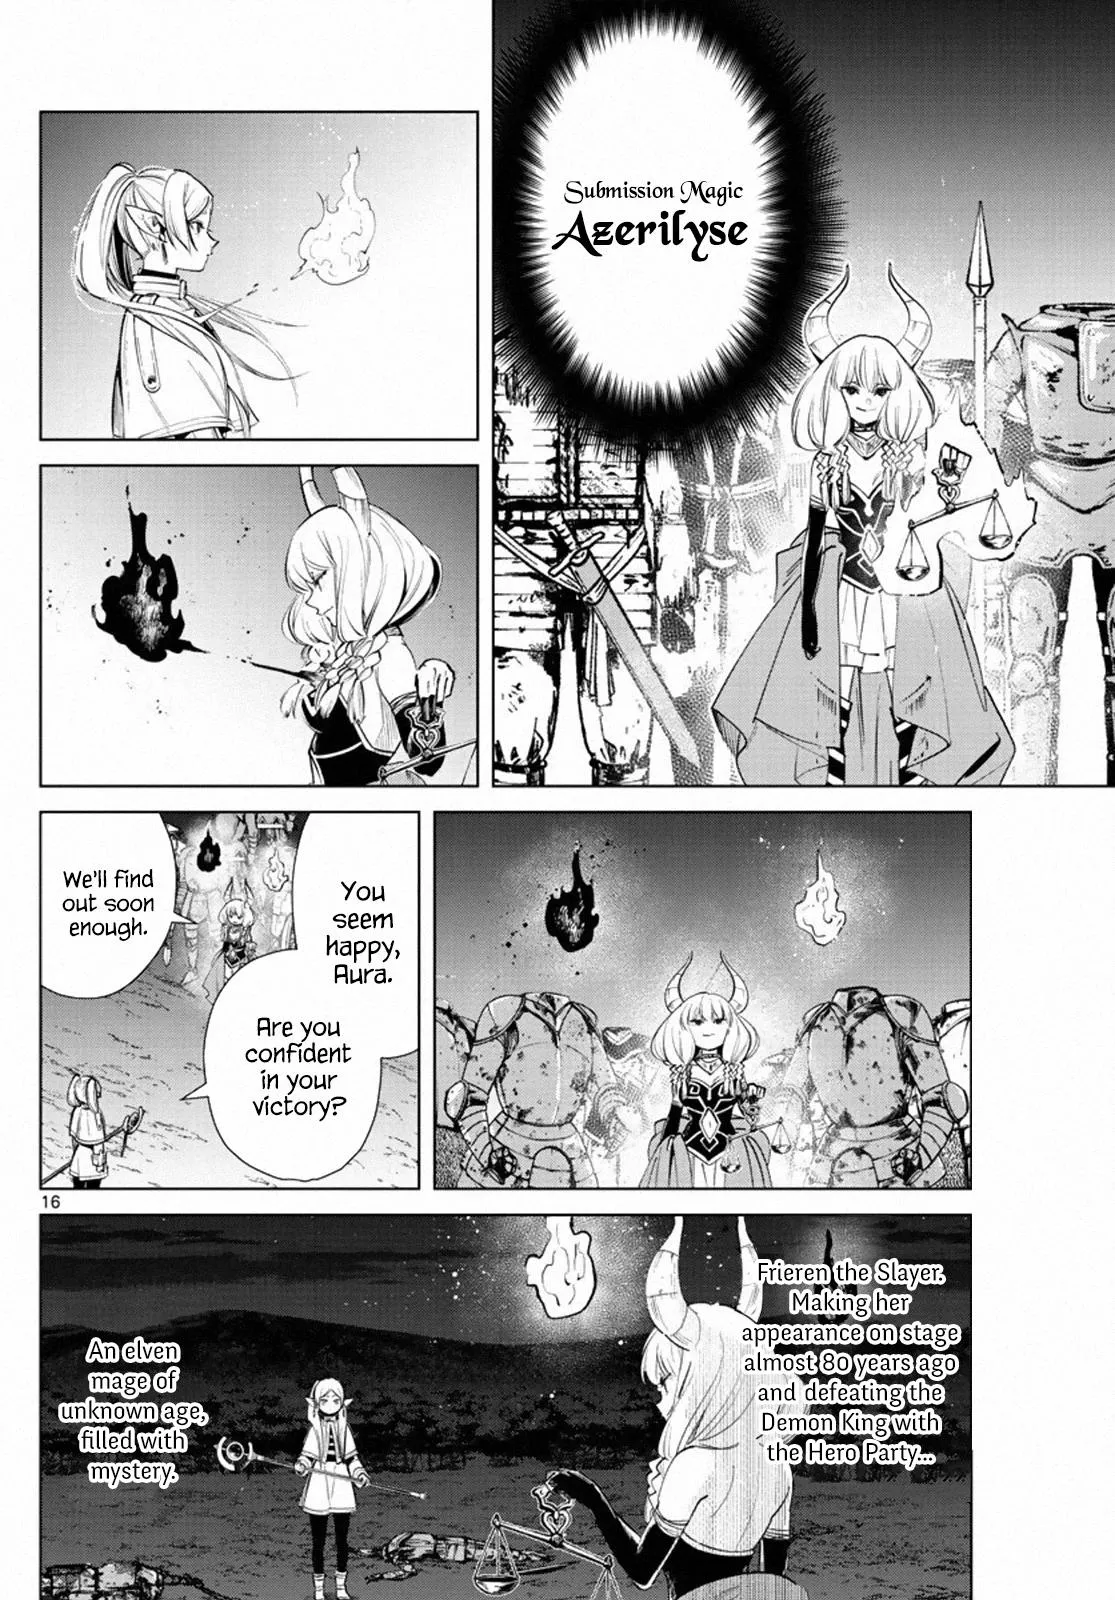 Submission Magic
Azerilyse
You
seem
happy,
Aura.
Are you
confident
in your
victory?
We'll find
out soon
enough.
16
Frieren the Slayer.
Making her
appearance on stage
almost 80 years ago
and defeating the
Demon King with
the Hero Party...
An elven
mage of
unknown age,
filled with
mystery.